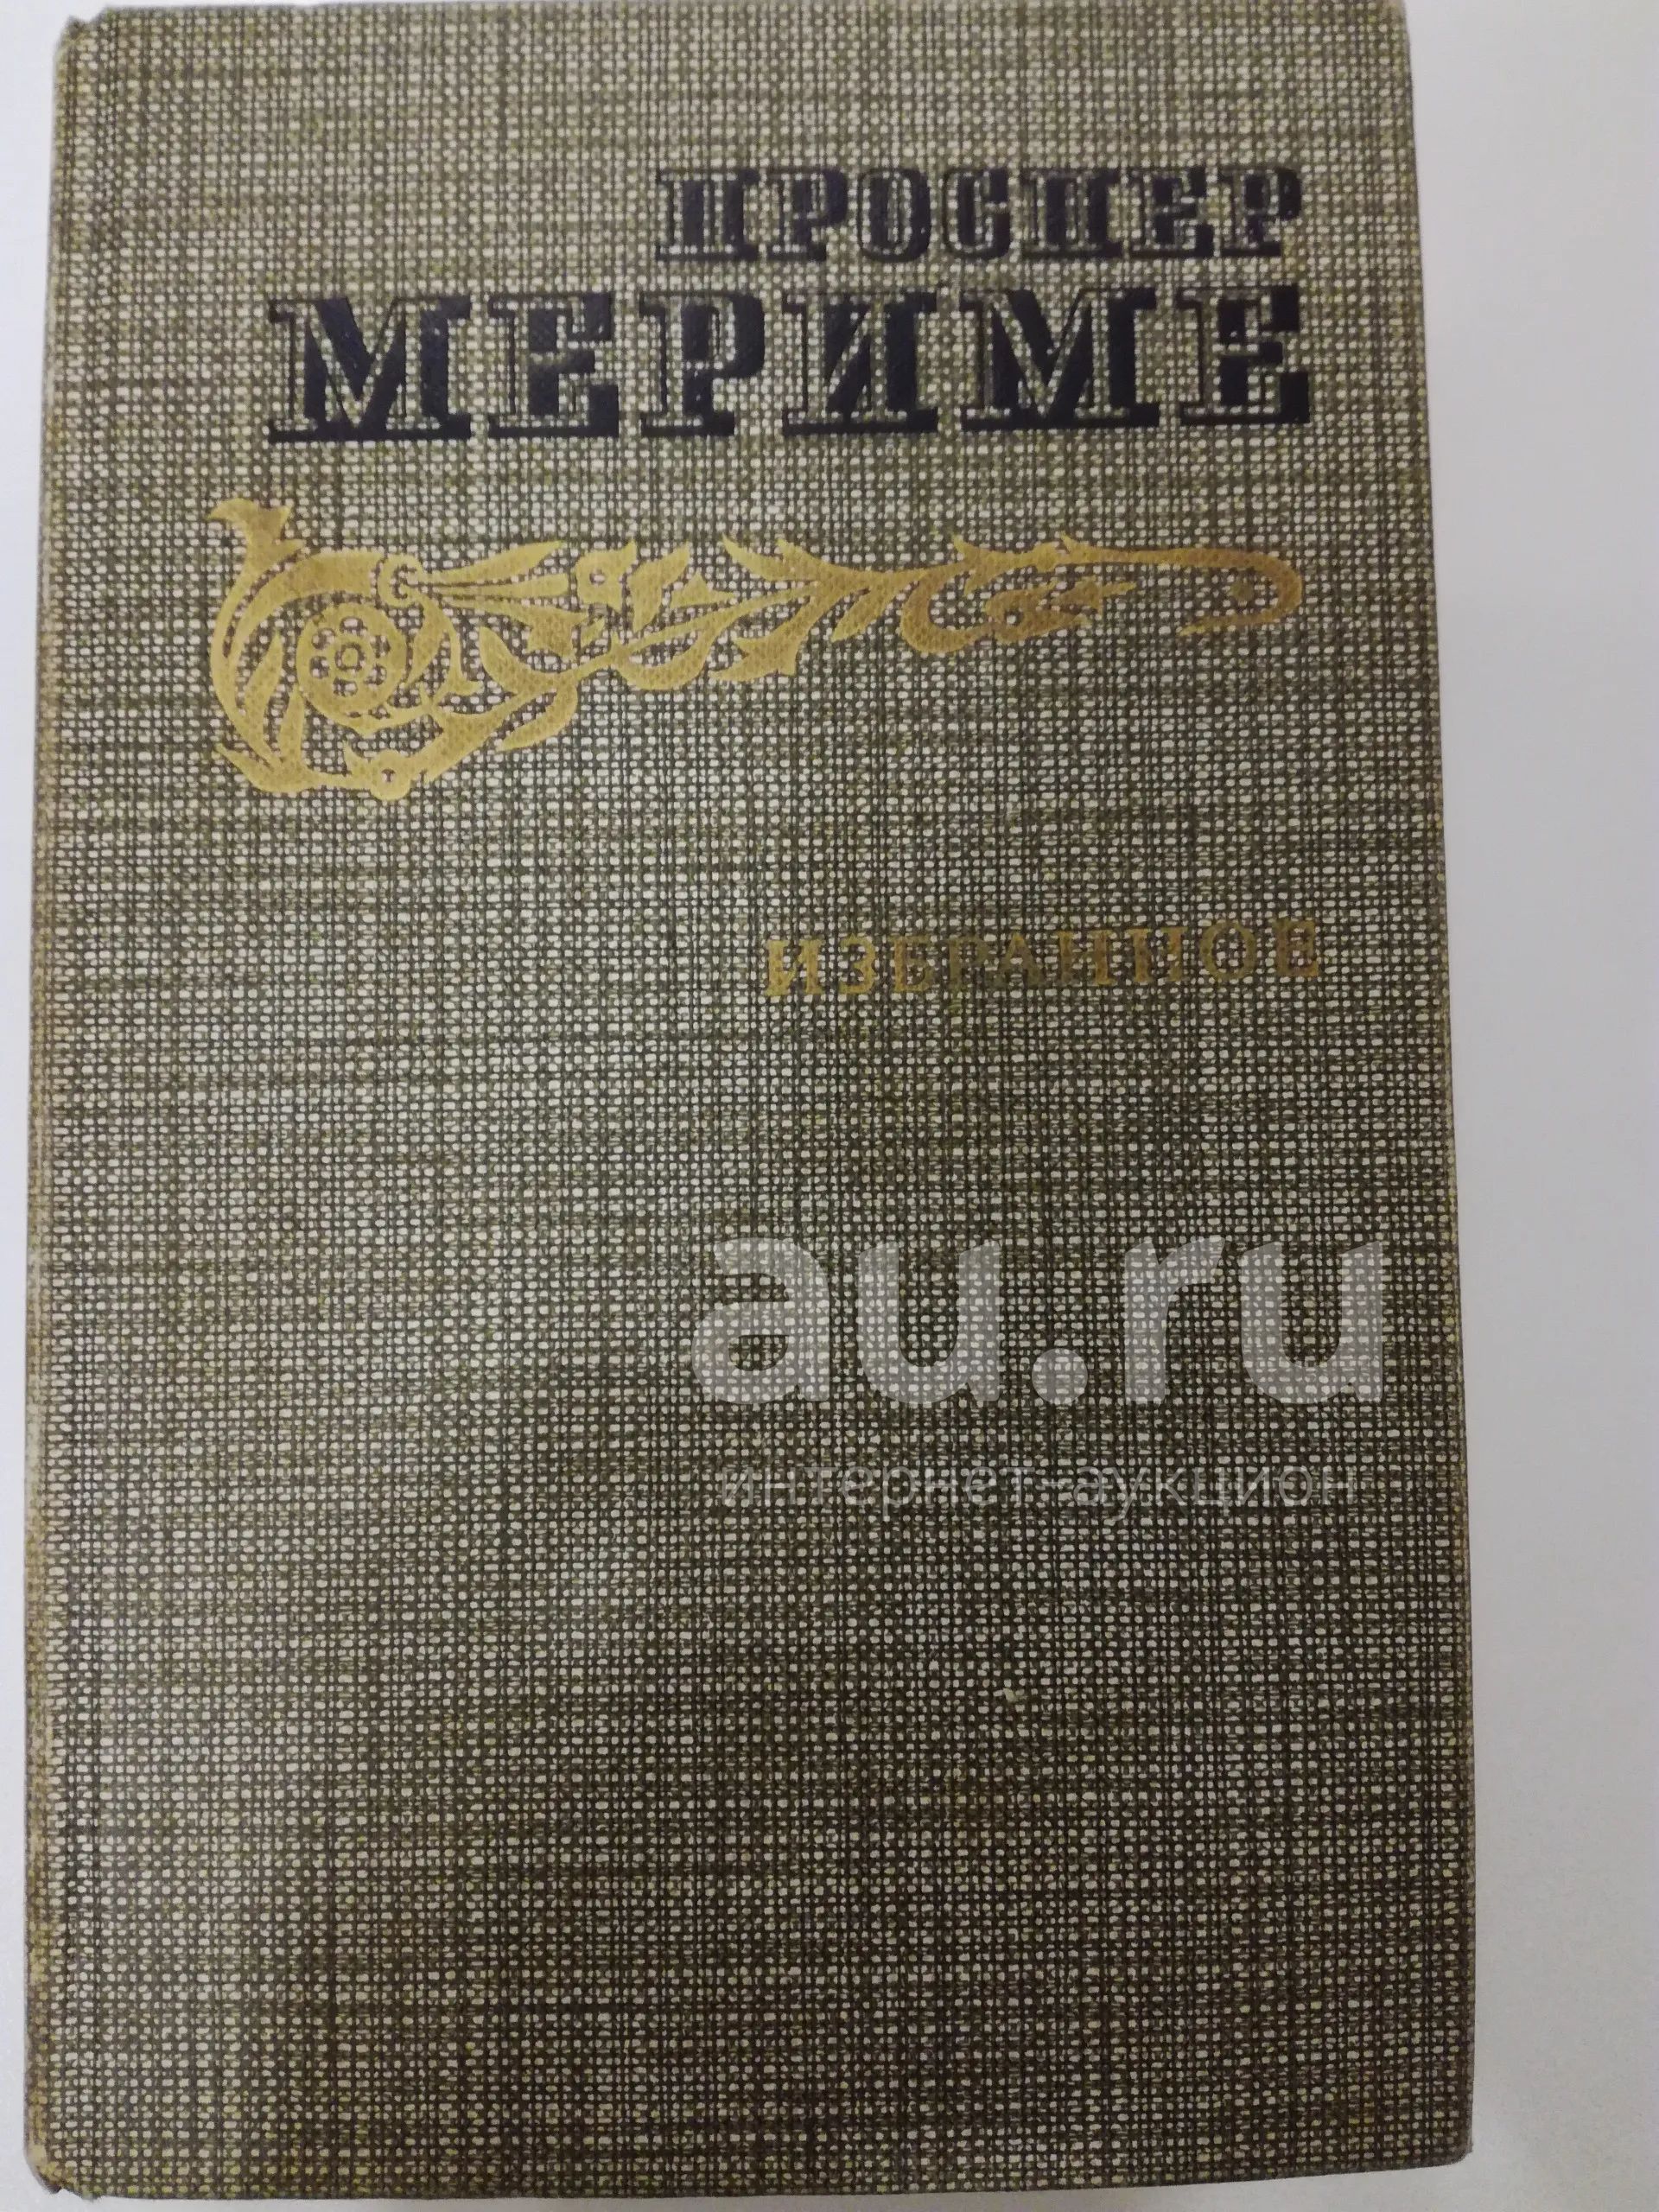 ПРОСПЕР
МЕРИМЕ
ИЗБРАННОЕ
au.ru
интернет-аукцион